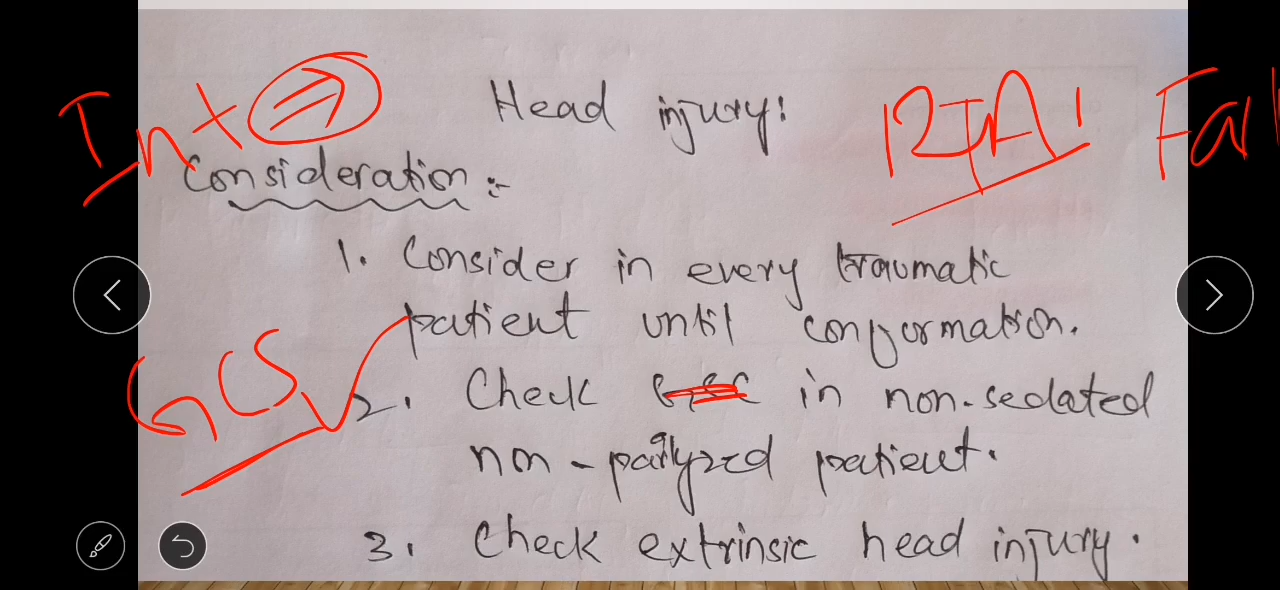 Int ⇒
Head injury:
RTA!
Fall
Consideration :-
1. Consider in every traumatic
patient until conformation.
GCS
2. Check in non-sedated
non-paralyzed patient.
3. Check extrinsic head injury.